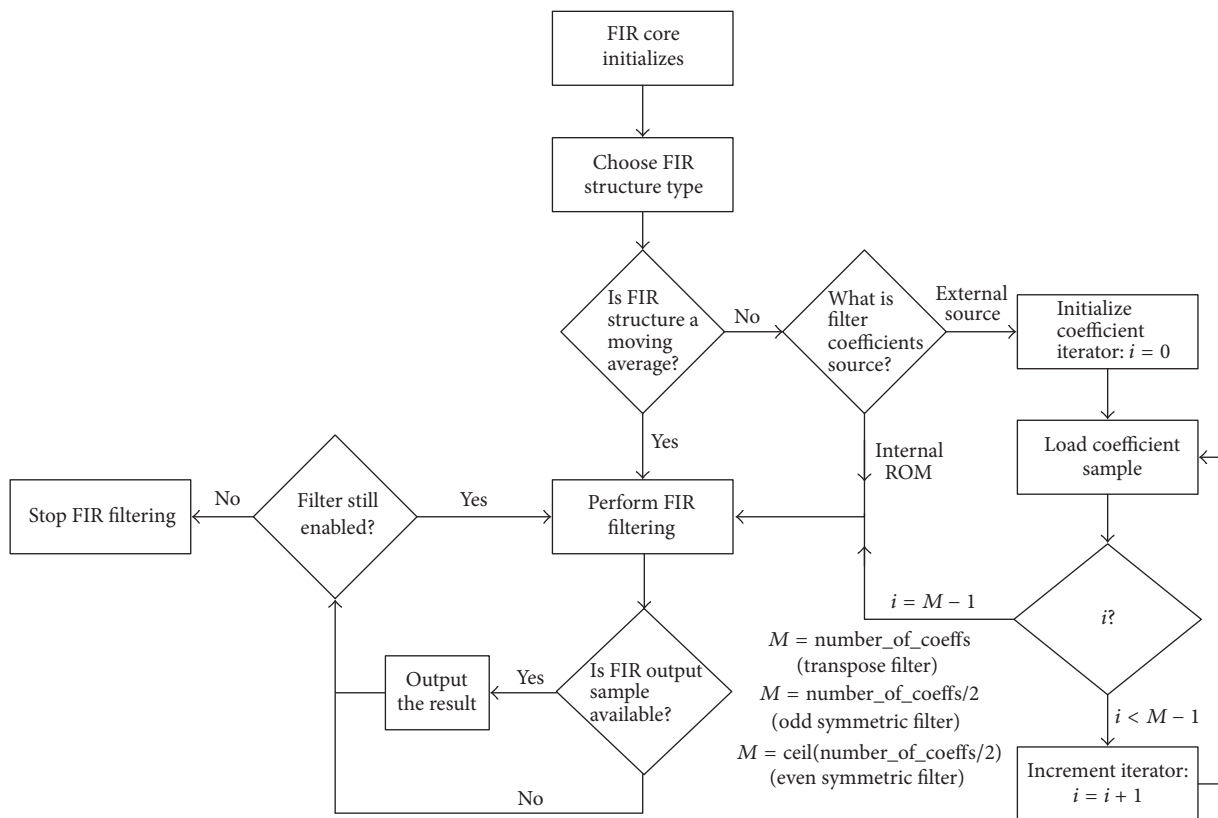 FIR core
initializes
Choose FIR
structure type
Is FIR
structure a
moving
average?
No
What is
filter
coefficients
source?
External
source
Initialize
coefficient
iterator: i = 0
Yes
Internal
ROM
Load coefficient
sample
Stop FIR filtering
No
Filter still
enabled?
Yes
Perform FIR
filtering
i = M − 1
i?
M = number_of_coeffs
(transpose filter)
M = number_of_coeffs/2
(odd symmetric filter)
M = ceil(number_of_coeffs/2)
(even symmetric filter)
Output
the result
Yes
Is FIR output
sample
available?
No
i < M − 1
Increment iterator:
i = i + 1